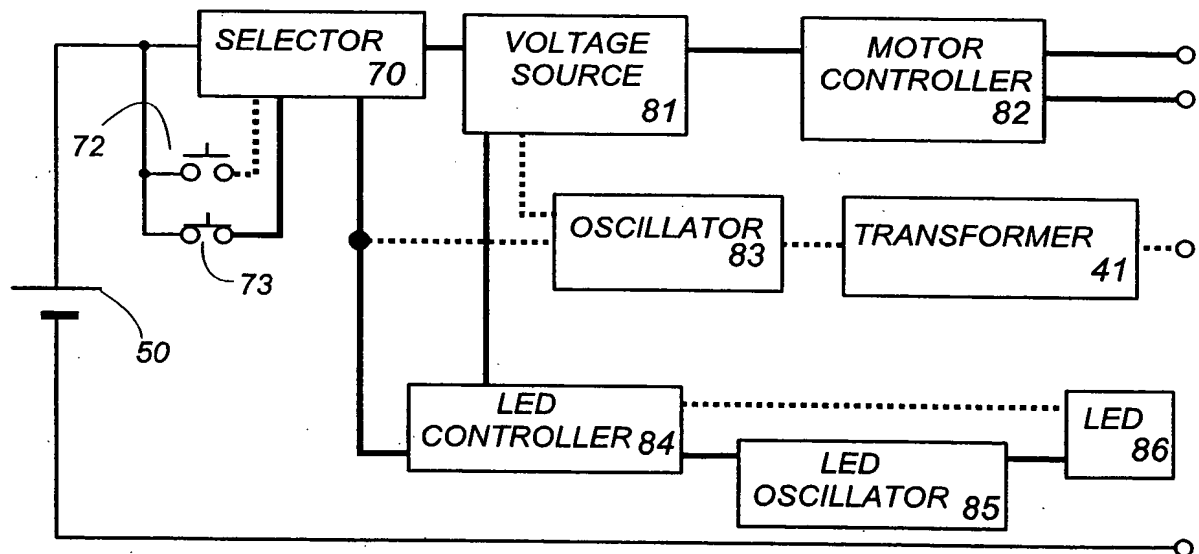 SELECTOR
70
VOLTAGE
SOURCE
81
MOTOR
CONTROLLER
82
72
73
50
OSCILLATOR
83
TRANSFORMER
41
LED
CONTROLLER 84
LED
OSCILLATOR 85
LED
86